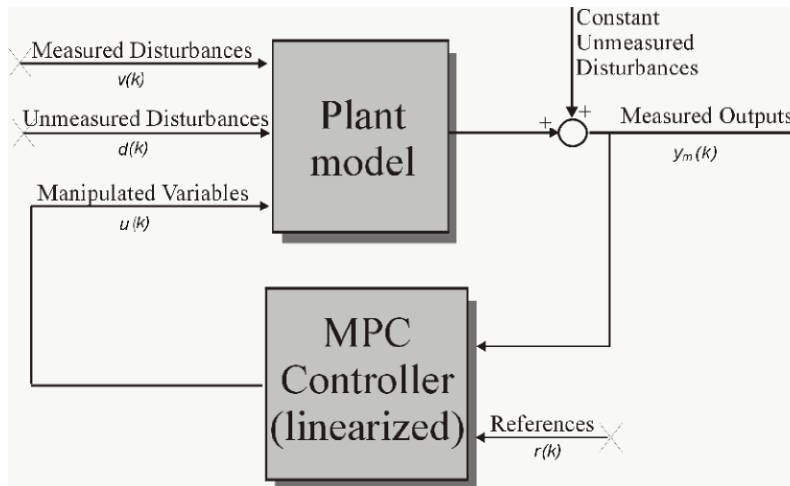 Measured Disturbances
v(k)
Unmeasured Disturbances
d(k)
Manipulated Variables
u(k)
Plant
model
Constant
Unmeasured
Disturbances
+
+
Measured Outputs
yₘ(k)
MPC
Controller
(linearized)
References
r(k)